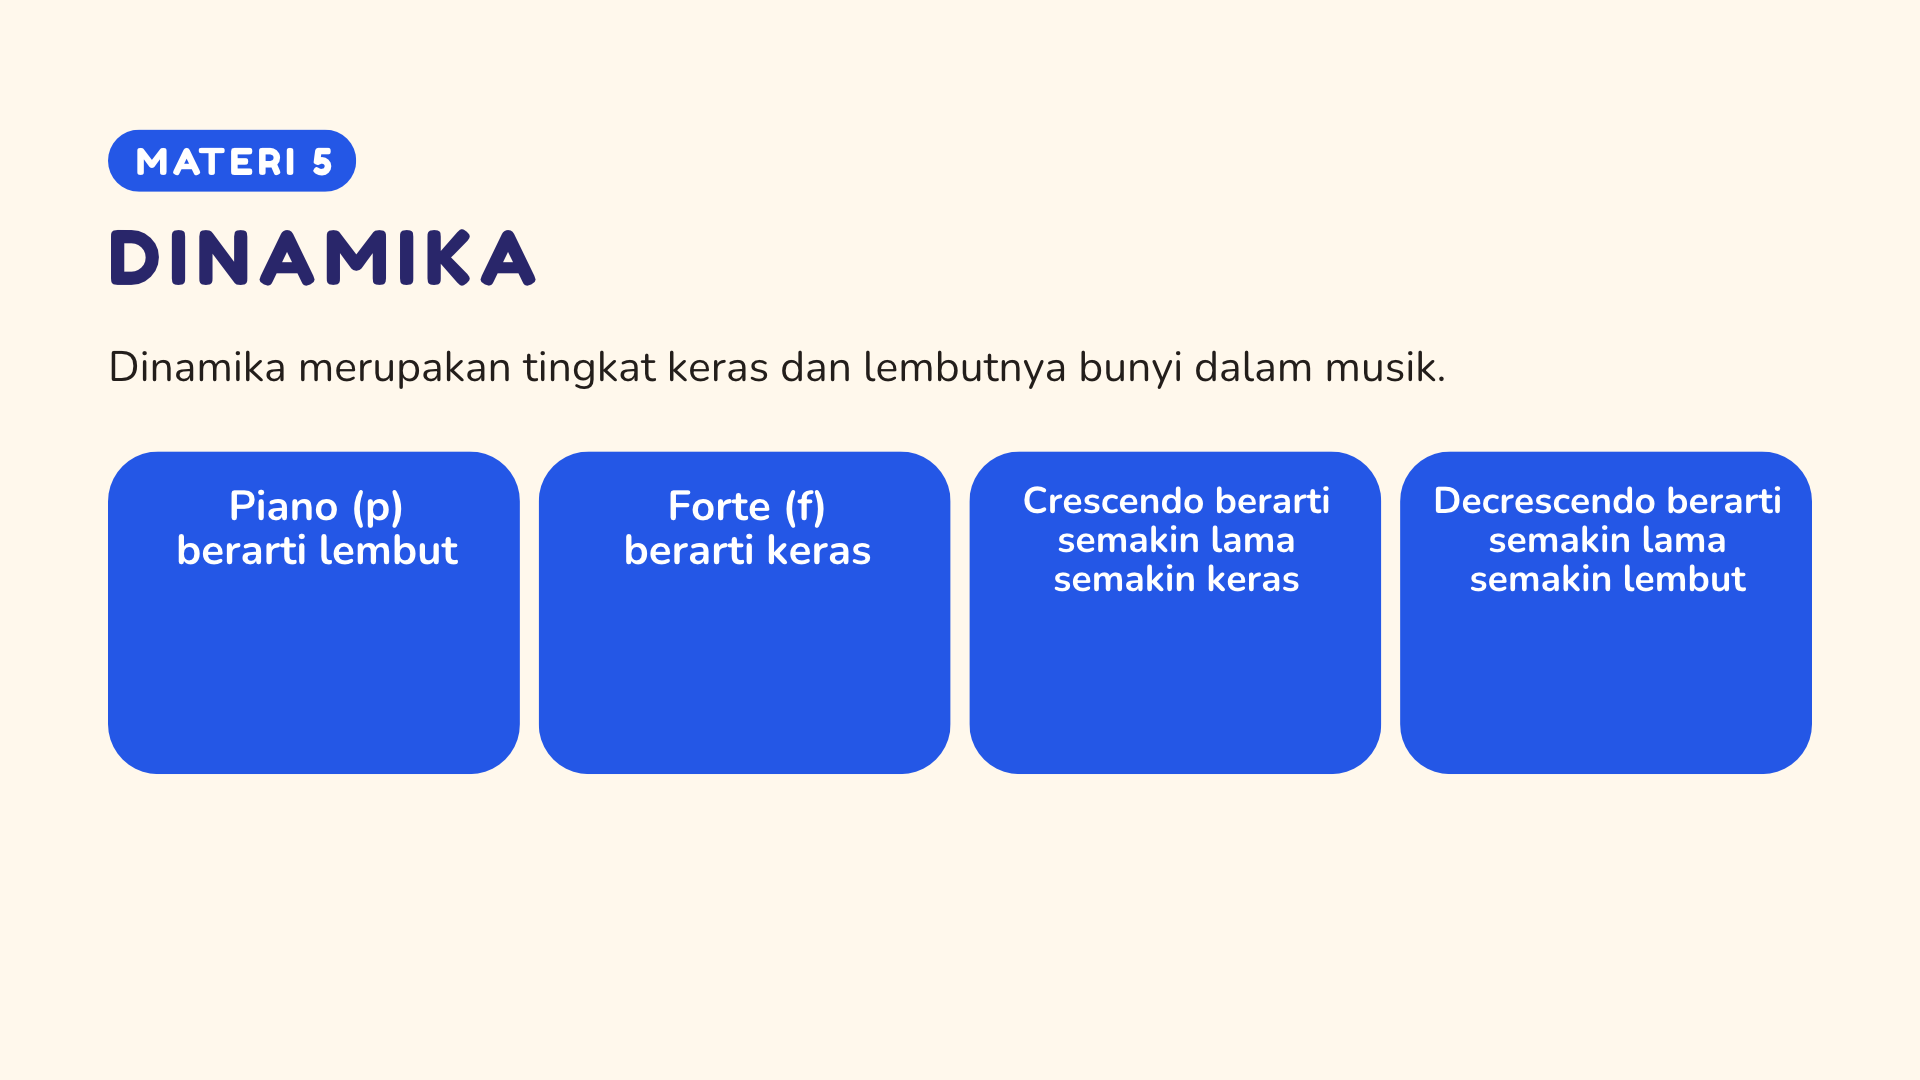 MATERI 5
DINAMIKA
Dinamika merupakan tingkat keras dan lembutnya bunyi dalam musik.
Piano (p)
berarti lembut
Forte (f)
berarti keras
Crescendo berarti
semakin lama
semakin keras
Decrescendo berarti
semakin lama
semakin lembut